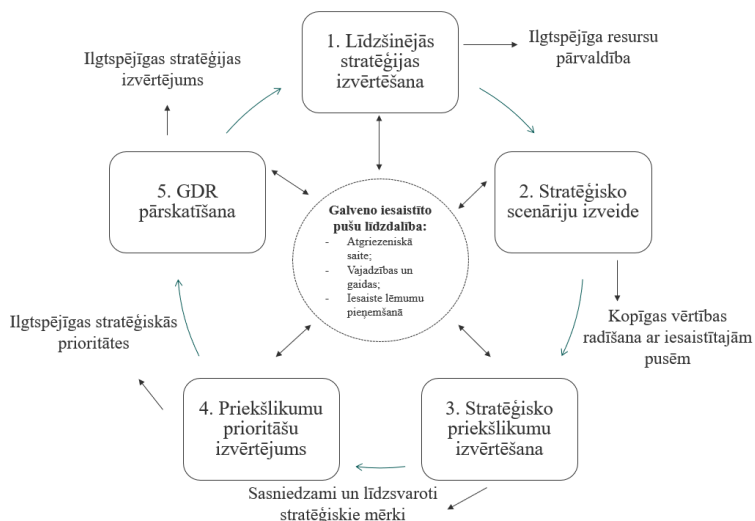 1. Līdzšinējās
stratēģijas
izvērtēšana
Ilgtspējīga resursu
pārvaldība
Ilgtspējīgas stratēģijas
izvērtējums
5. GDR
pārskatīšana
2. Stratēģisko
scenāriju izveide
Galveno iesaistīto
pušu līdzdalība:
- Atgriezeniskā
saite;
- Vajadzības un
gaidas;
- Iesaiste lēmumu
pieņemšanā
Kopīgas vērtības
radīšana ar iesaistītajām
pusēm
Ilgtspējīgas stratēģiskās
prioritātes
4. Priekšlikumu
prioritāšu
izvērtējums
3. Stratēģisko
priekšlikumu
izvērtēšana
Sasniedzami un līdzsvaroti
stratēģiskie mērķi